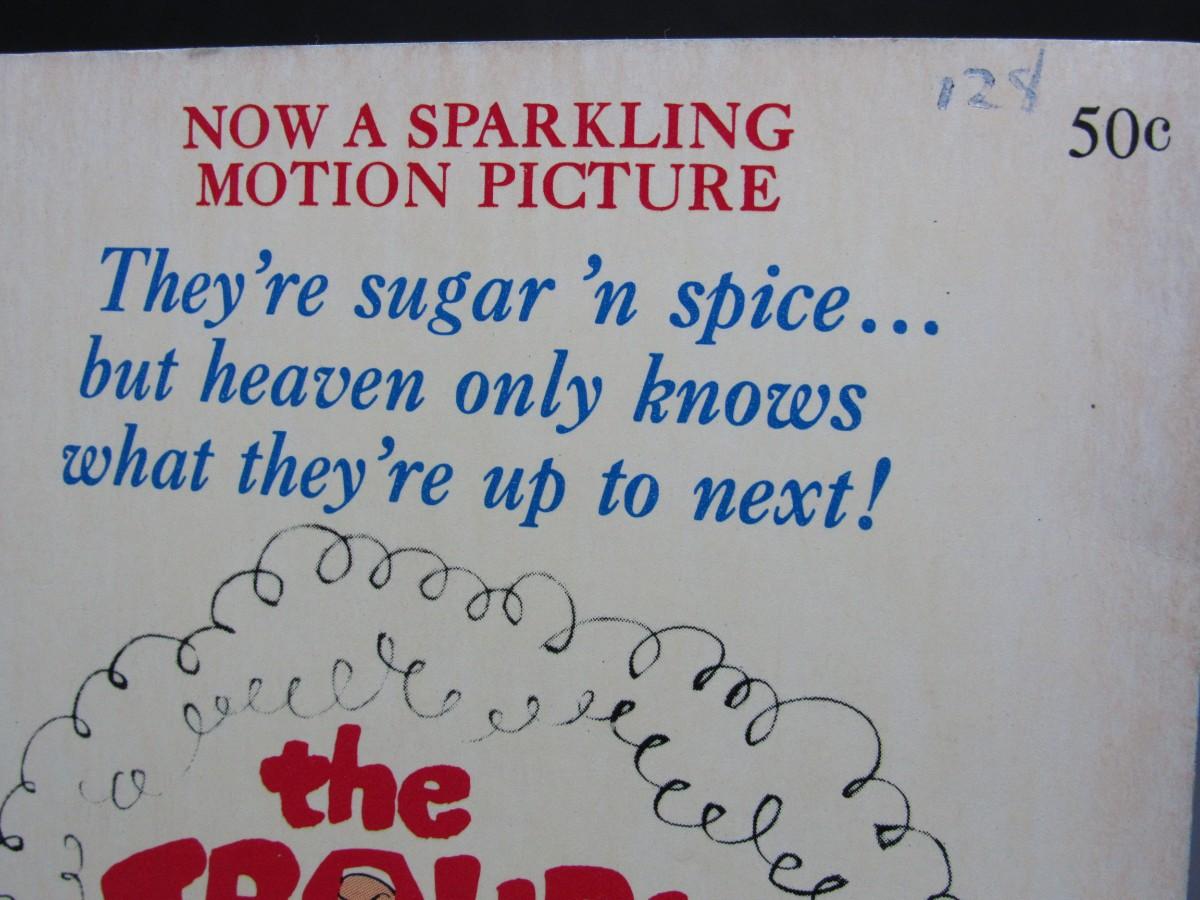 128
50c
NOW A SPARKLING
MOTION PICTURE
They're sugar 'n spice...
but heaven only knows
what they're up to next!
the